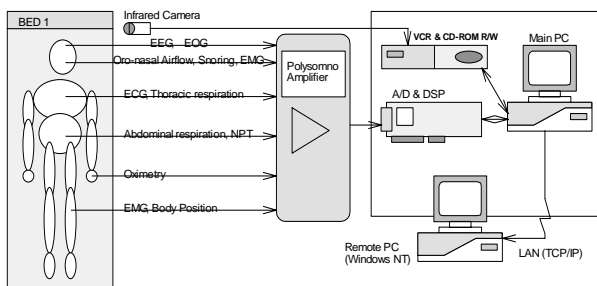 BED 1
Infrared Camera
EEG, EOG
Oro-nasal Airflow, Snoring, EMG
ECG, Thoracic respiration
Abdominal respiration, NPT
Oximetry
EMG, Body Position
Polysomno
Amplifier
VCR & CD-ROM R/W
Main PC
A/D & DSP
Remote PC
(Windows NT)
LAN (TCP/IP)